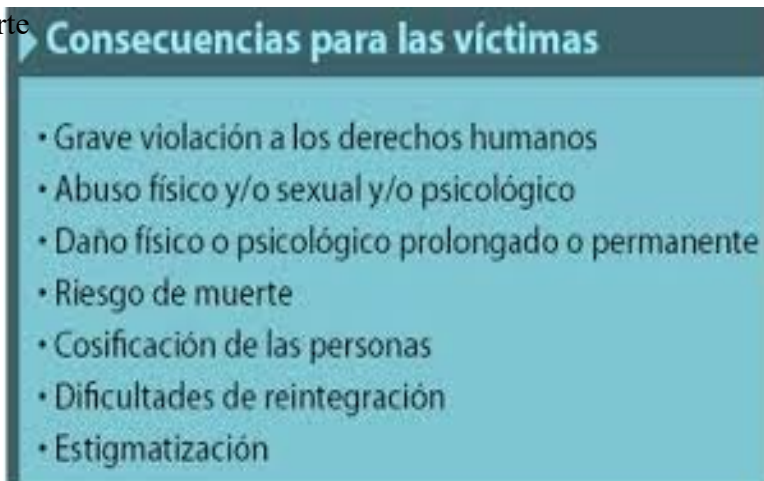 rte
Consecuencias para las víctimas
• Grave violación a los derechos humanos
• Abuso físico y/o sexual y/o psicológico
• Daño físico o psicológico prolongado o permanente
• Riesgo de muerte
• Cosificación de las personas
• Dificultades de reintegración
• Estigmatización